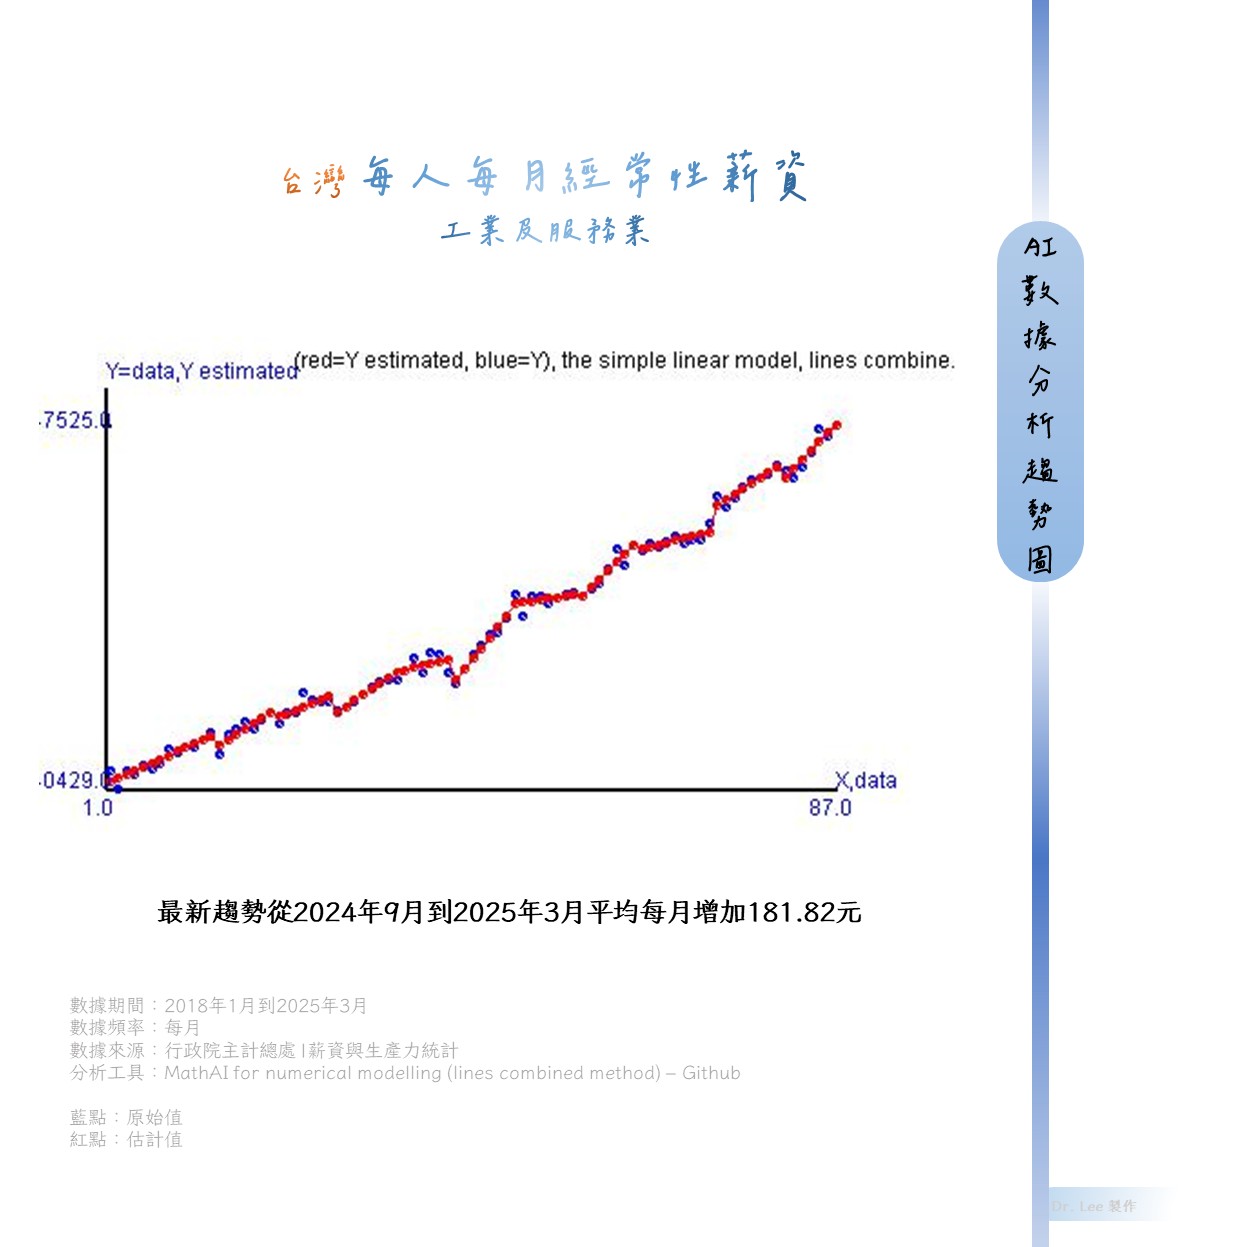 台灣每人每月經常性薪資
工業及服務業
AI數據分析趨勢圖
(red=Y estimated, blue=Y), the simple linear model, lines combine.
Y=data,Y estimated
7525.0
0429.0
X,data
1.0
87.0
最新趨勢從2024年9月到2025年3月平均每月增加181.82元
數據期間：2018年1月到2025年3月
數據頻率：每月
數據來源：行政院主計總處|薪資與生產力統計
分析工具：MathAI for numerical modelling (lines combined method) – Github
藍點：原始值
紅點：估計值
Dr. Lee 製作